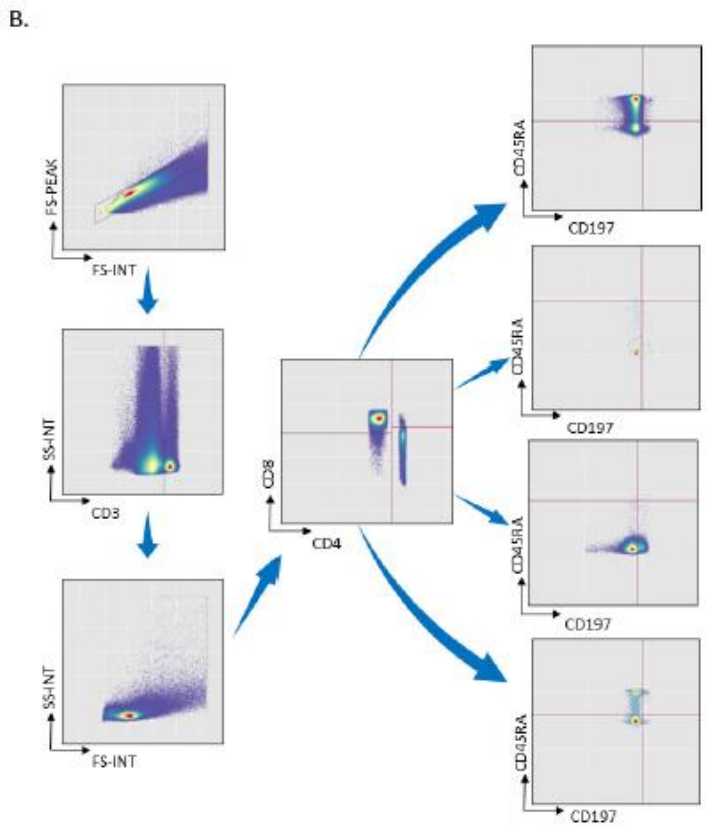 B.
FS-PEAK
FS-INT
SS-INT
CD3
SS-INT
FS-INT
CD8
CD4
CD45RA
CD197
CD45RA
CD197
CD45RA
CD197
CD45RA
CD197